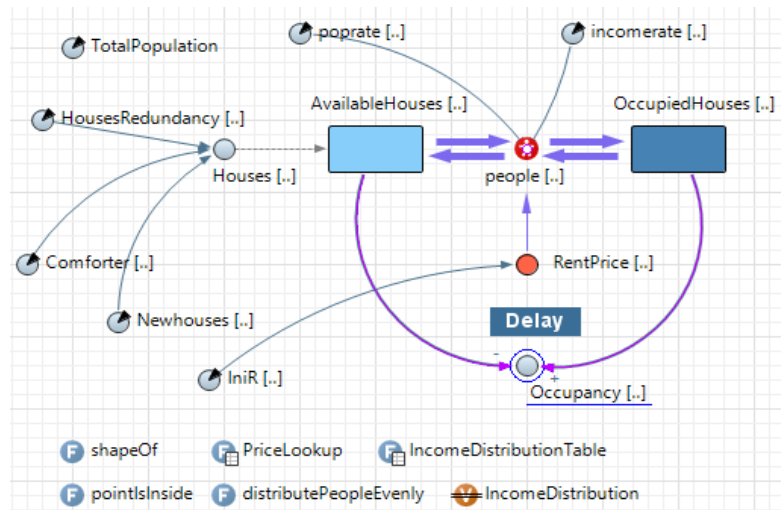 poprate [..]
incomerate [..]
TotalPopulation
AvailableHouses [..]
OccupiedHouses [..]
HousesRedundancy [..]
Houses [..]
people [..]
Comforter [..]
RentPrice [..]
Newhouses [..]
Delay
-
IniR [..]
+
Occupancy [..]
F shapeOf
F PriceLookup
F IncomeDistributionTable
F pointIsInside
F distributePeopleEvenly
V IncomeDistribution